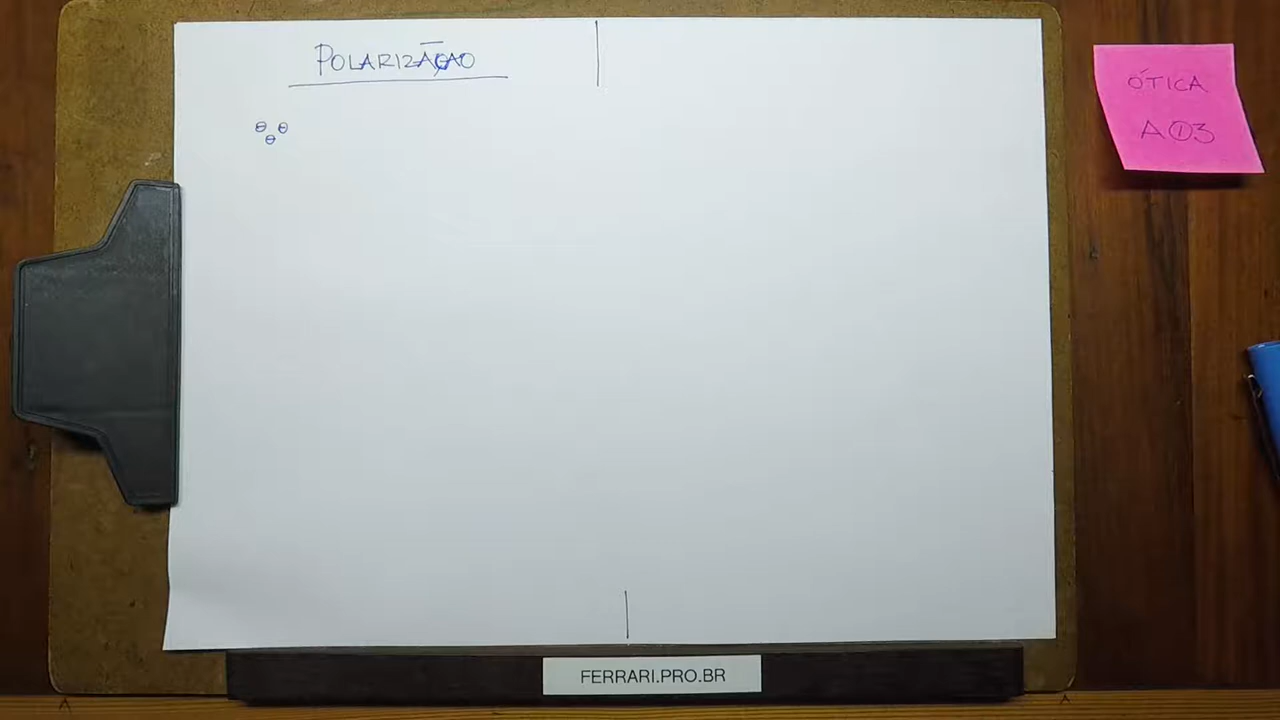 POLARIZAÇÃO
⊖ ⊖
⊖
ÓTICA
A03
FERRARI.PRO.BR